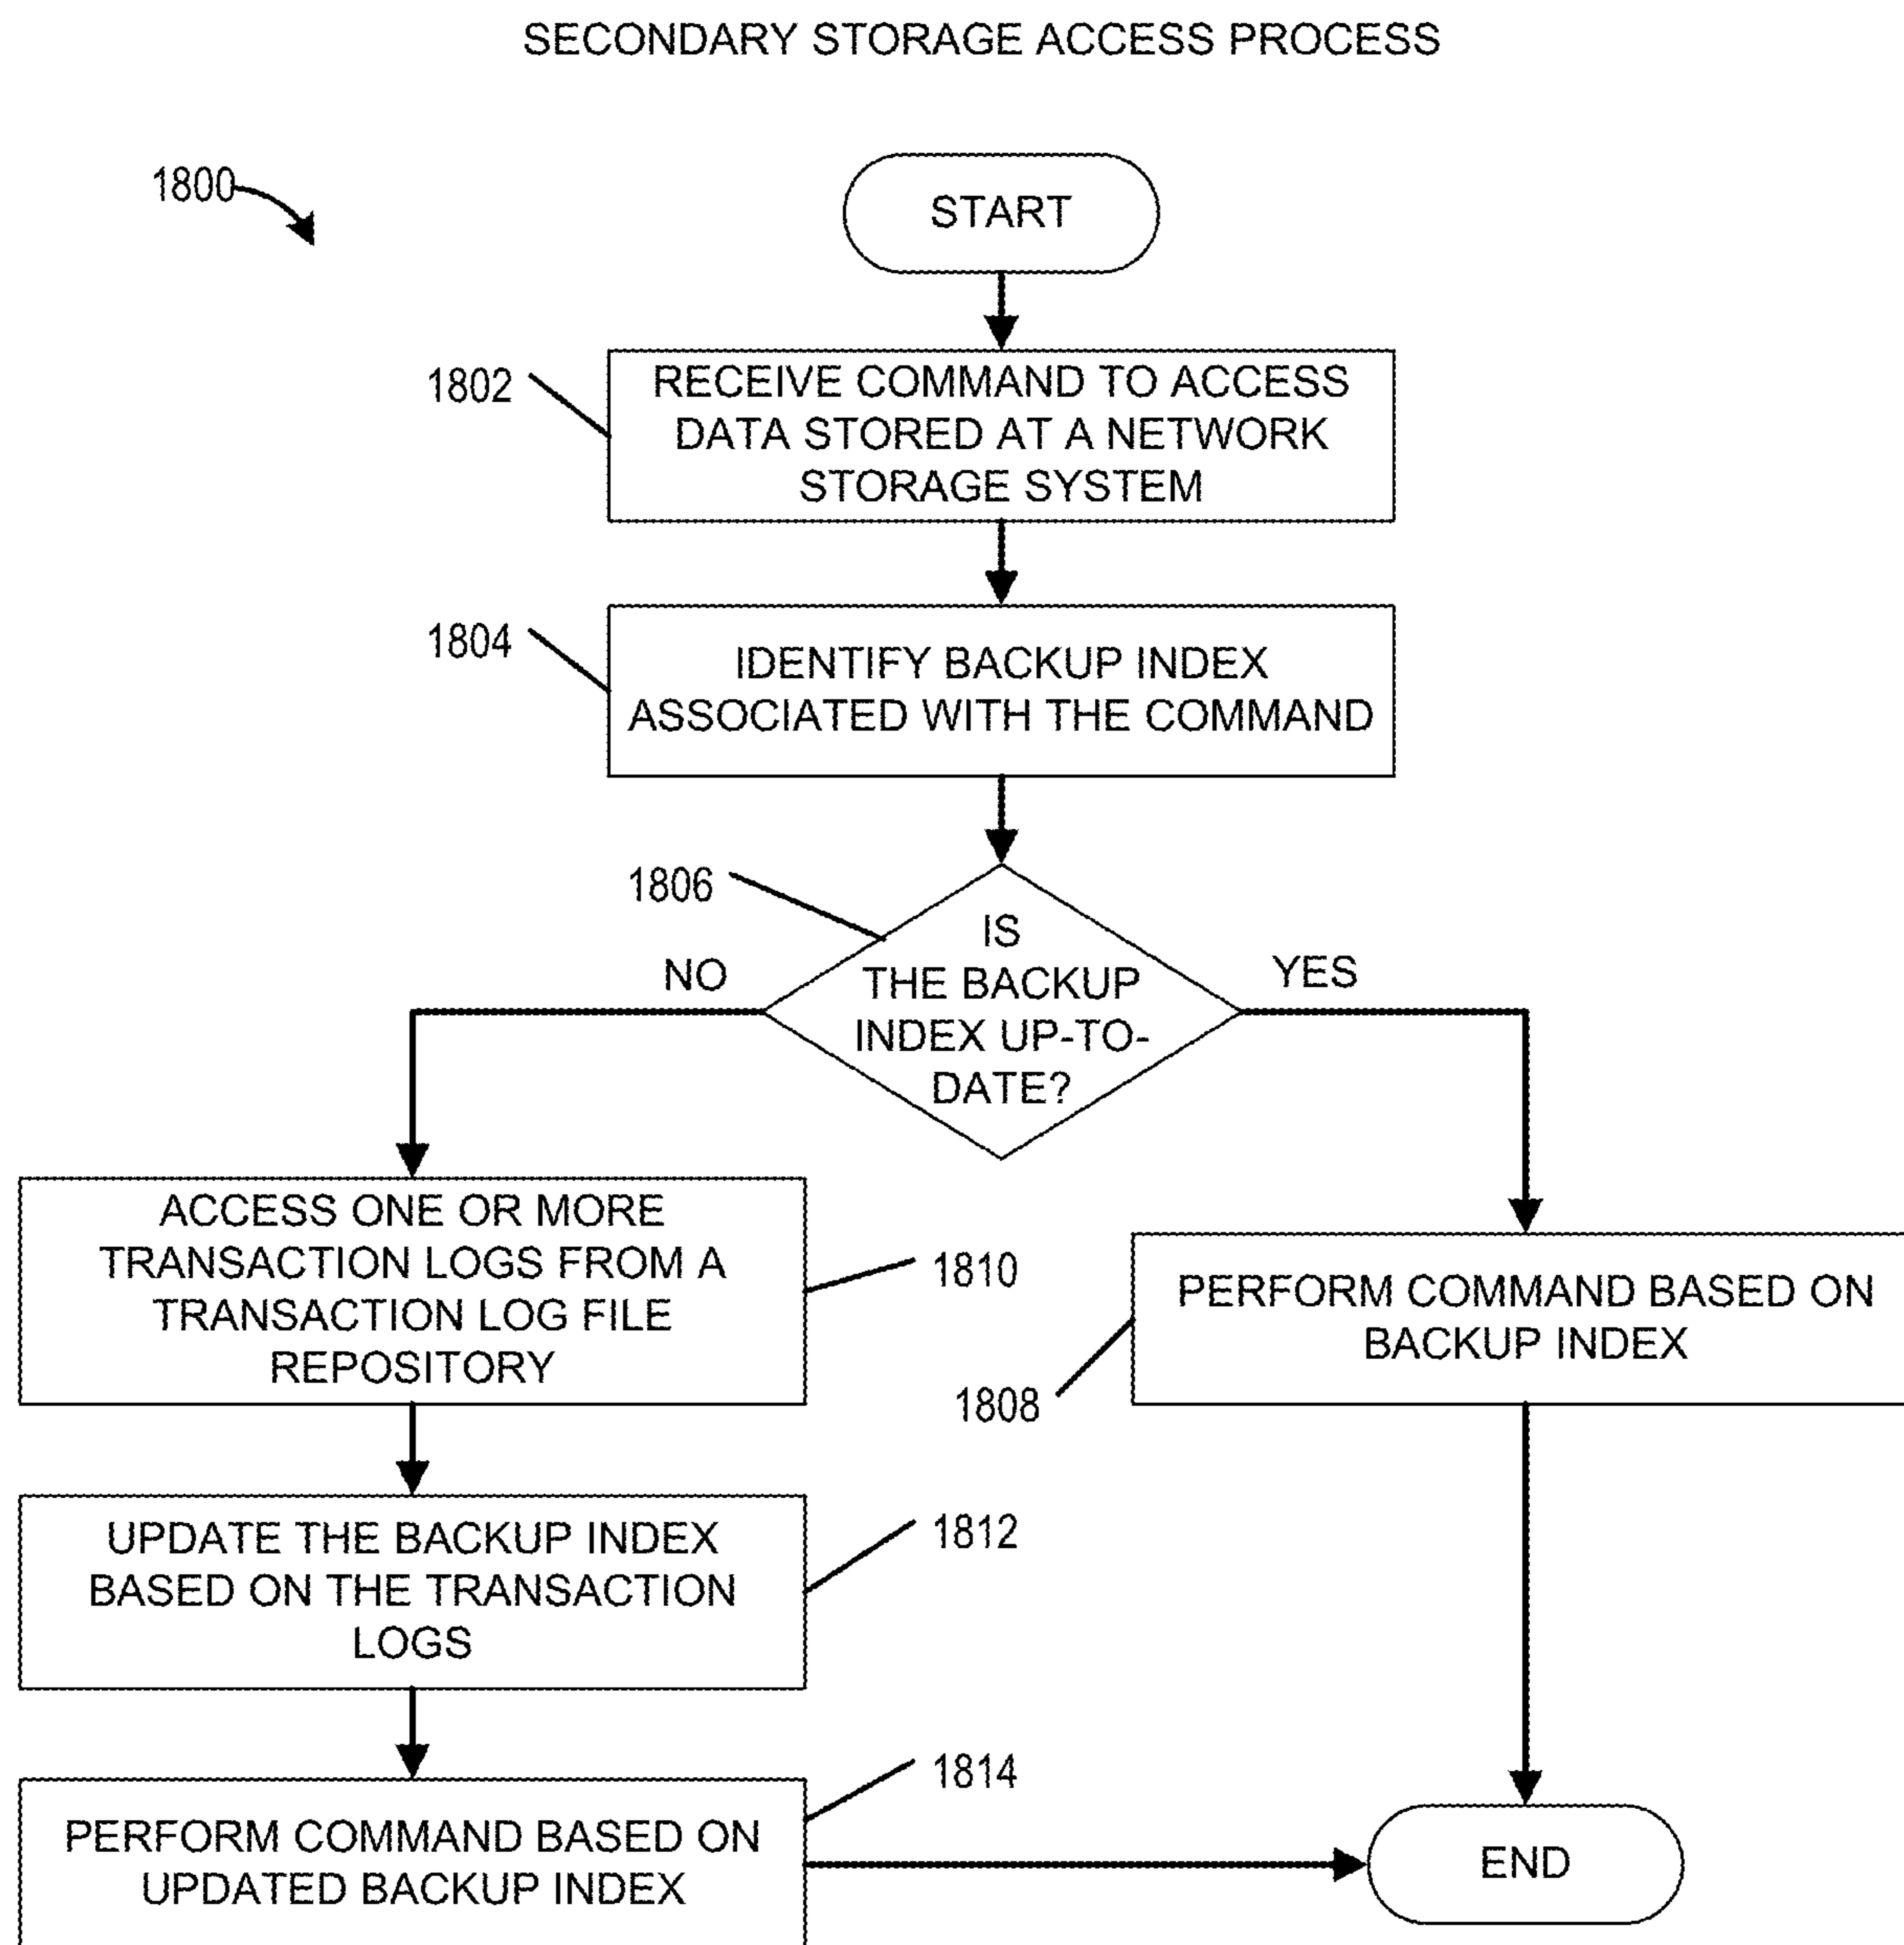 SECONDARY STORAGE ACCESS PROCESS
1800
START
1802
RECEIVE COMMAND TO ACCESS
DATA STORED AT A NETWORK
STORAGE SYSTEM
1804
IDENTIFY BACKUP INDEX
ASSOCIATED WITH THE COMMAND
1806
IS
THE BACKUP
INDEX UP-TO-
DATE?
NO
YES
ACCESS ONE OR MORE
TRANSACTION LOGS FROM A
TRANSACTION LOG FILE
REPOSITORY
1810
PERFORM COMMAND BASED ON
BACKUP INDEX
1808
UPDATE THE BACKUP INDEX
BASED ON THE TRANSACTION
LOGS
1812
PERFORM COMMAND BASED ON
UPDATED BACKUP INDEX
1814
END